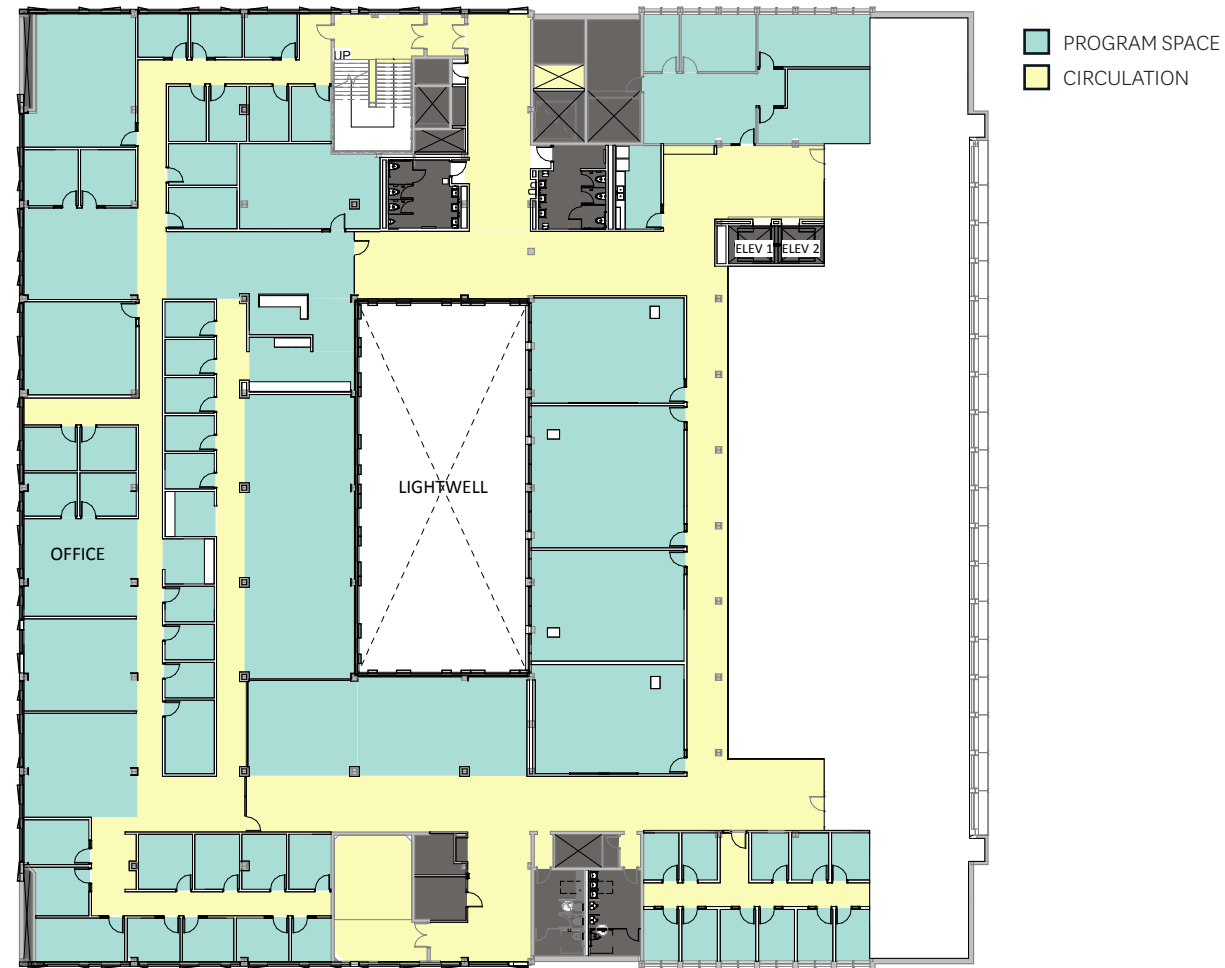 PROGRAM SPACE
CIRCULATION
UP
ELEV 1
ELEV 2
LIGHTWELL
OFFICE